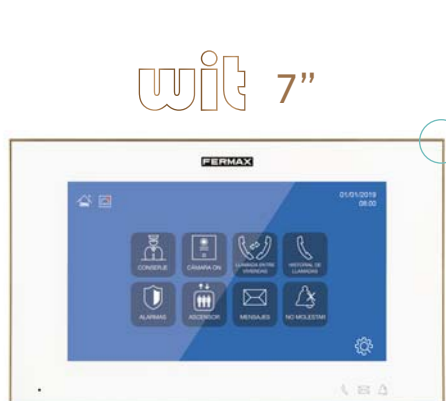 wit 7”
FERMAX
01/01/2019
08:00
CONSERJE
CÁMARA ON
LLAMADA ENTRE
VIVIENDAS
HISTORIAL DE
LLAMADAS
ALARMAS
ASCENSOR
MENSAJES
NO MOLESTAR